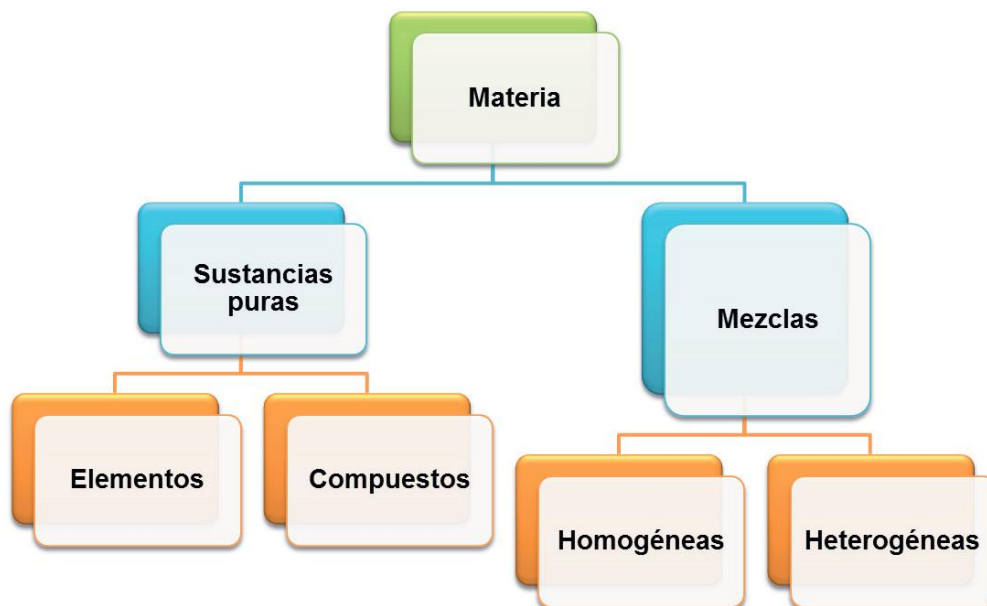 Materia
Sustancias
puras
Mezclas
Elementos
Compuestos
Homogéneas
Heterogéneas